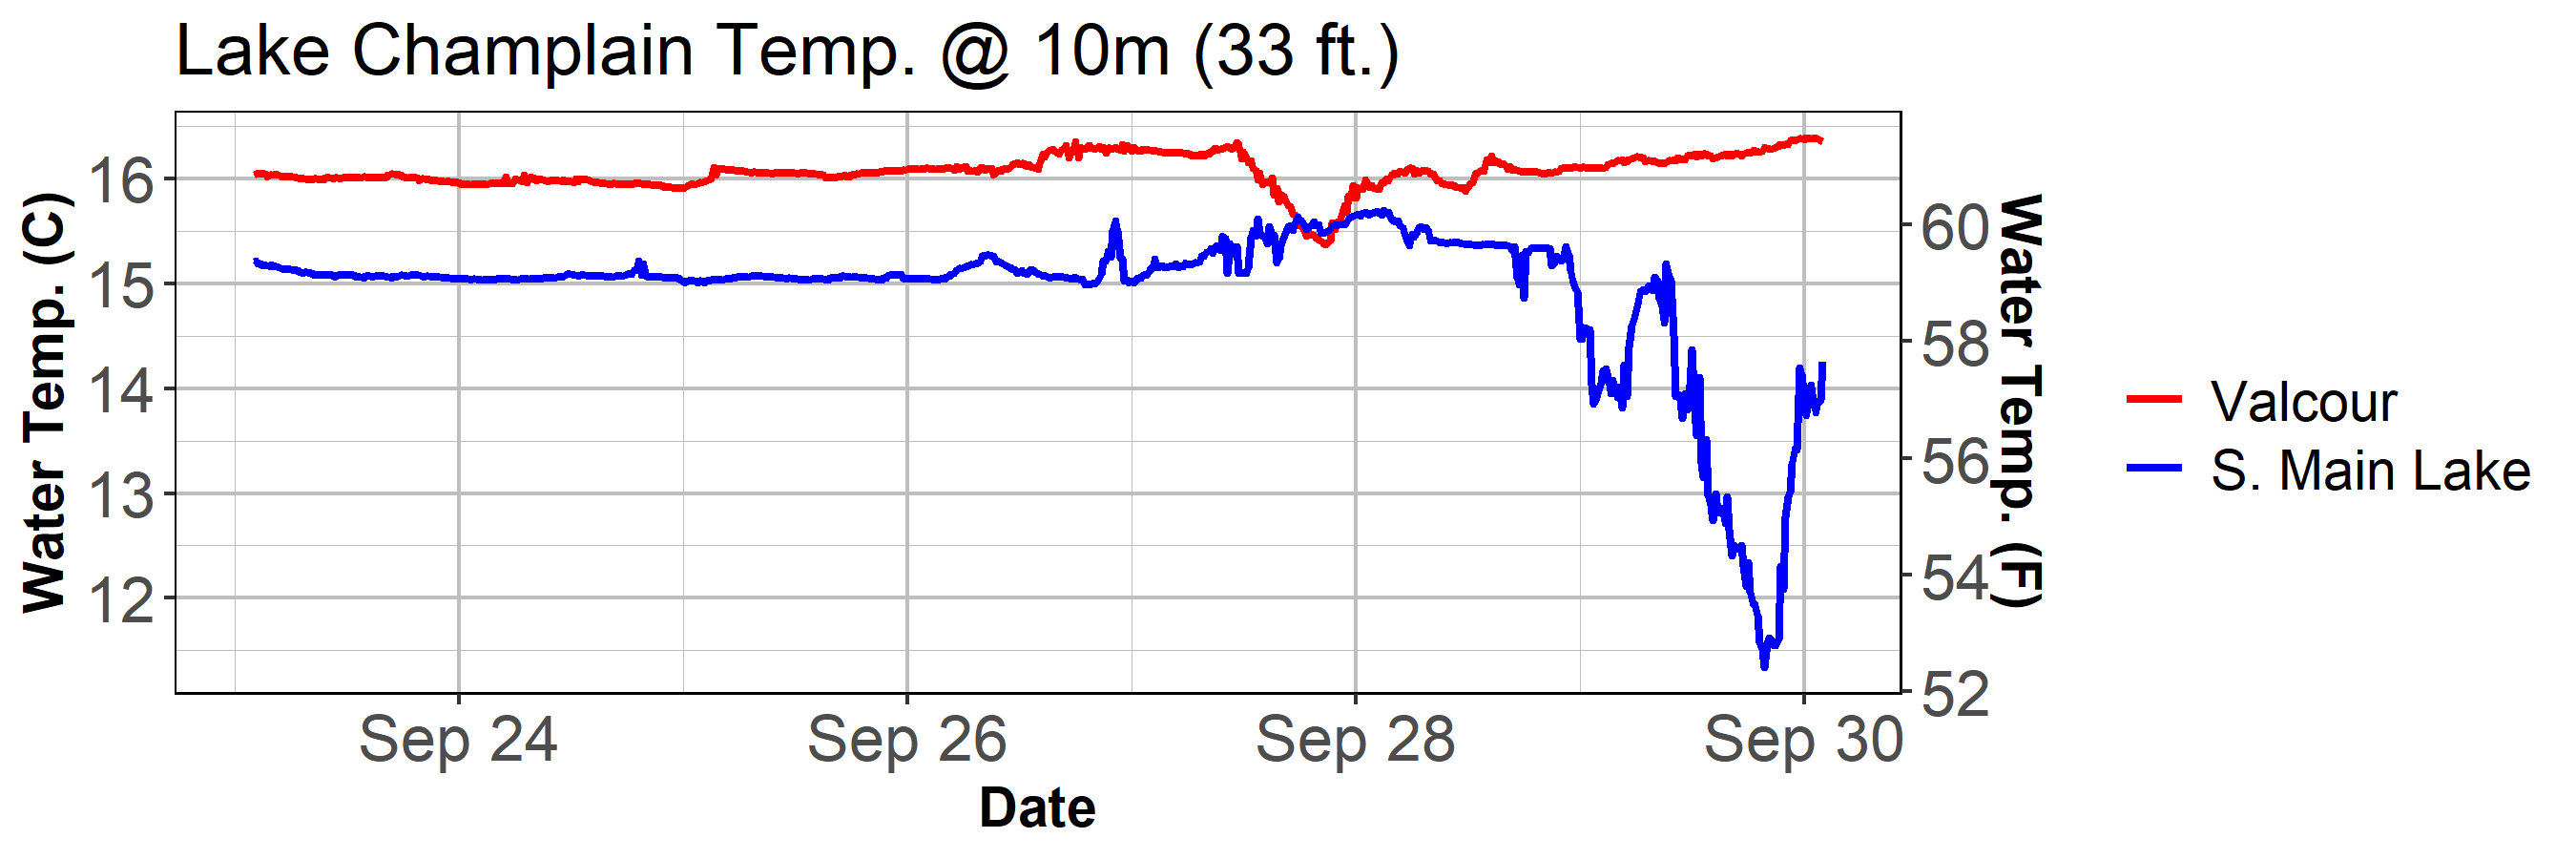 Lake Champlain Temp. @ 10m (33 ft.)
Water Temp. (C)
16
15
14
13
12
60
58
56
54
52
Water Temp. (F)
Sep 24
Sep 26
Sep 28
Sep 30
Date
Valcour
S. Main Lake